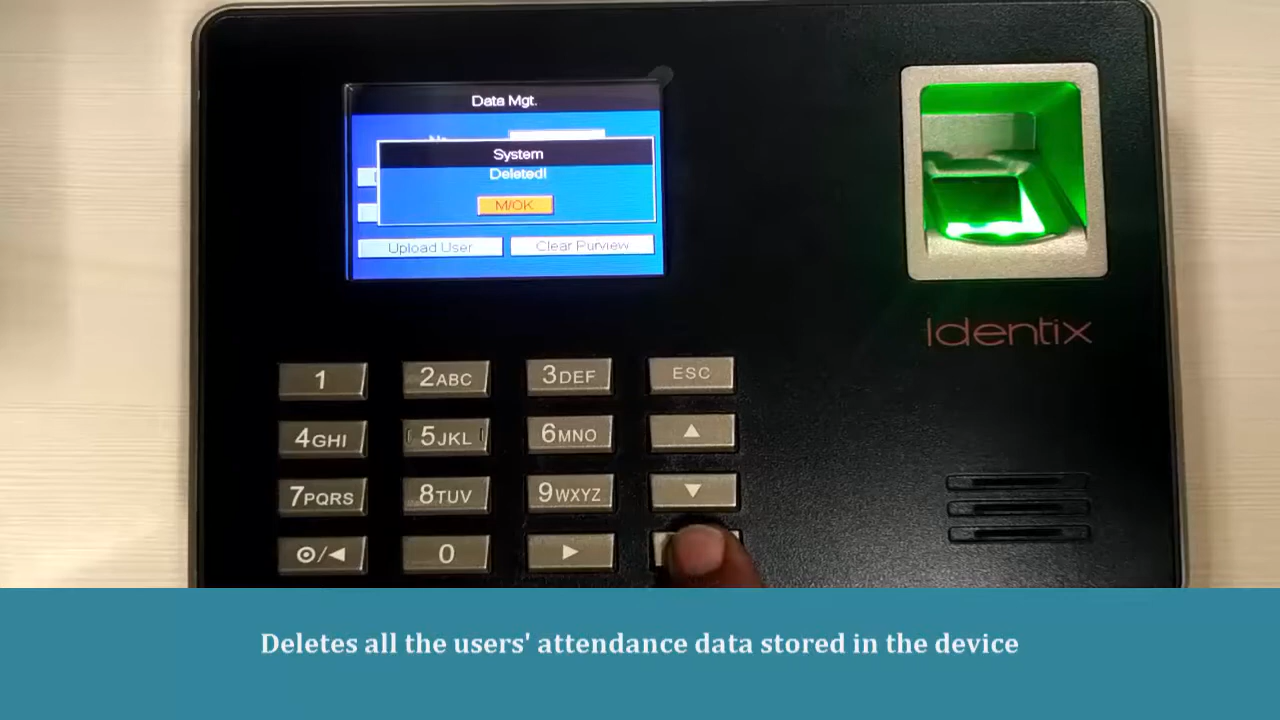 Data Mgt.
System
Deleted!
M/OK
Upload User
Clear Purview
Identix
1
2ABC
3DEF
ESC
4GHI
5JKL
6MNO
7PQRS
8TUV
9WXYZ
0
Deletes all the users' attendance data stored in the device